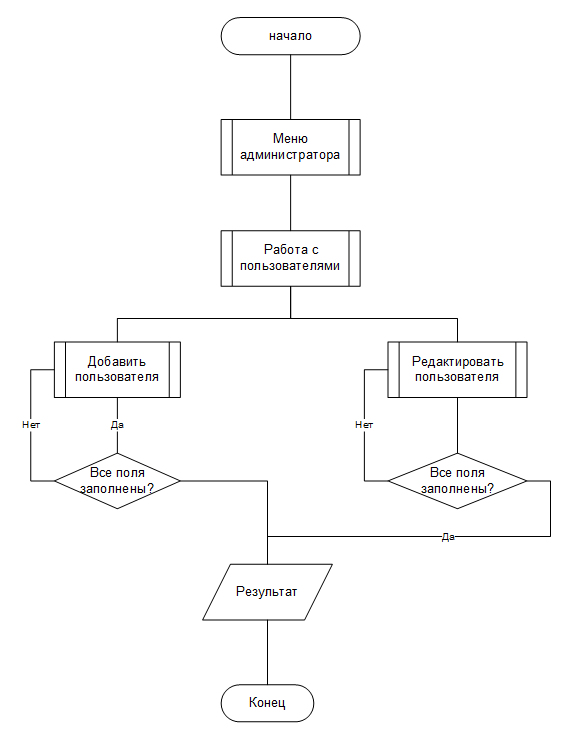 начало
Меню
администратора
Работа с
пользователями
Добавить
пользователя
Редактировать
пользователя
Нет
Да
Нет
Все поля
заполнены?
Все поля
заполнены?
Да
Результат
Конец